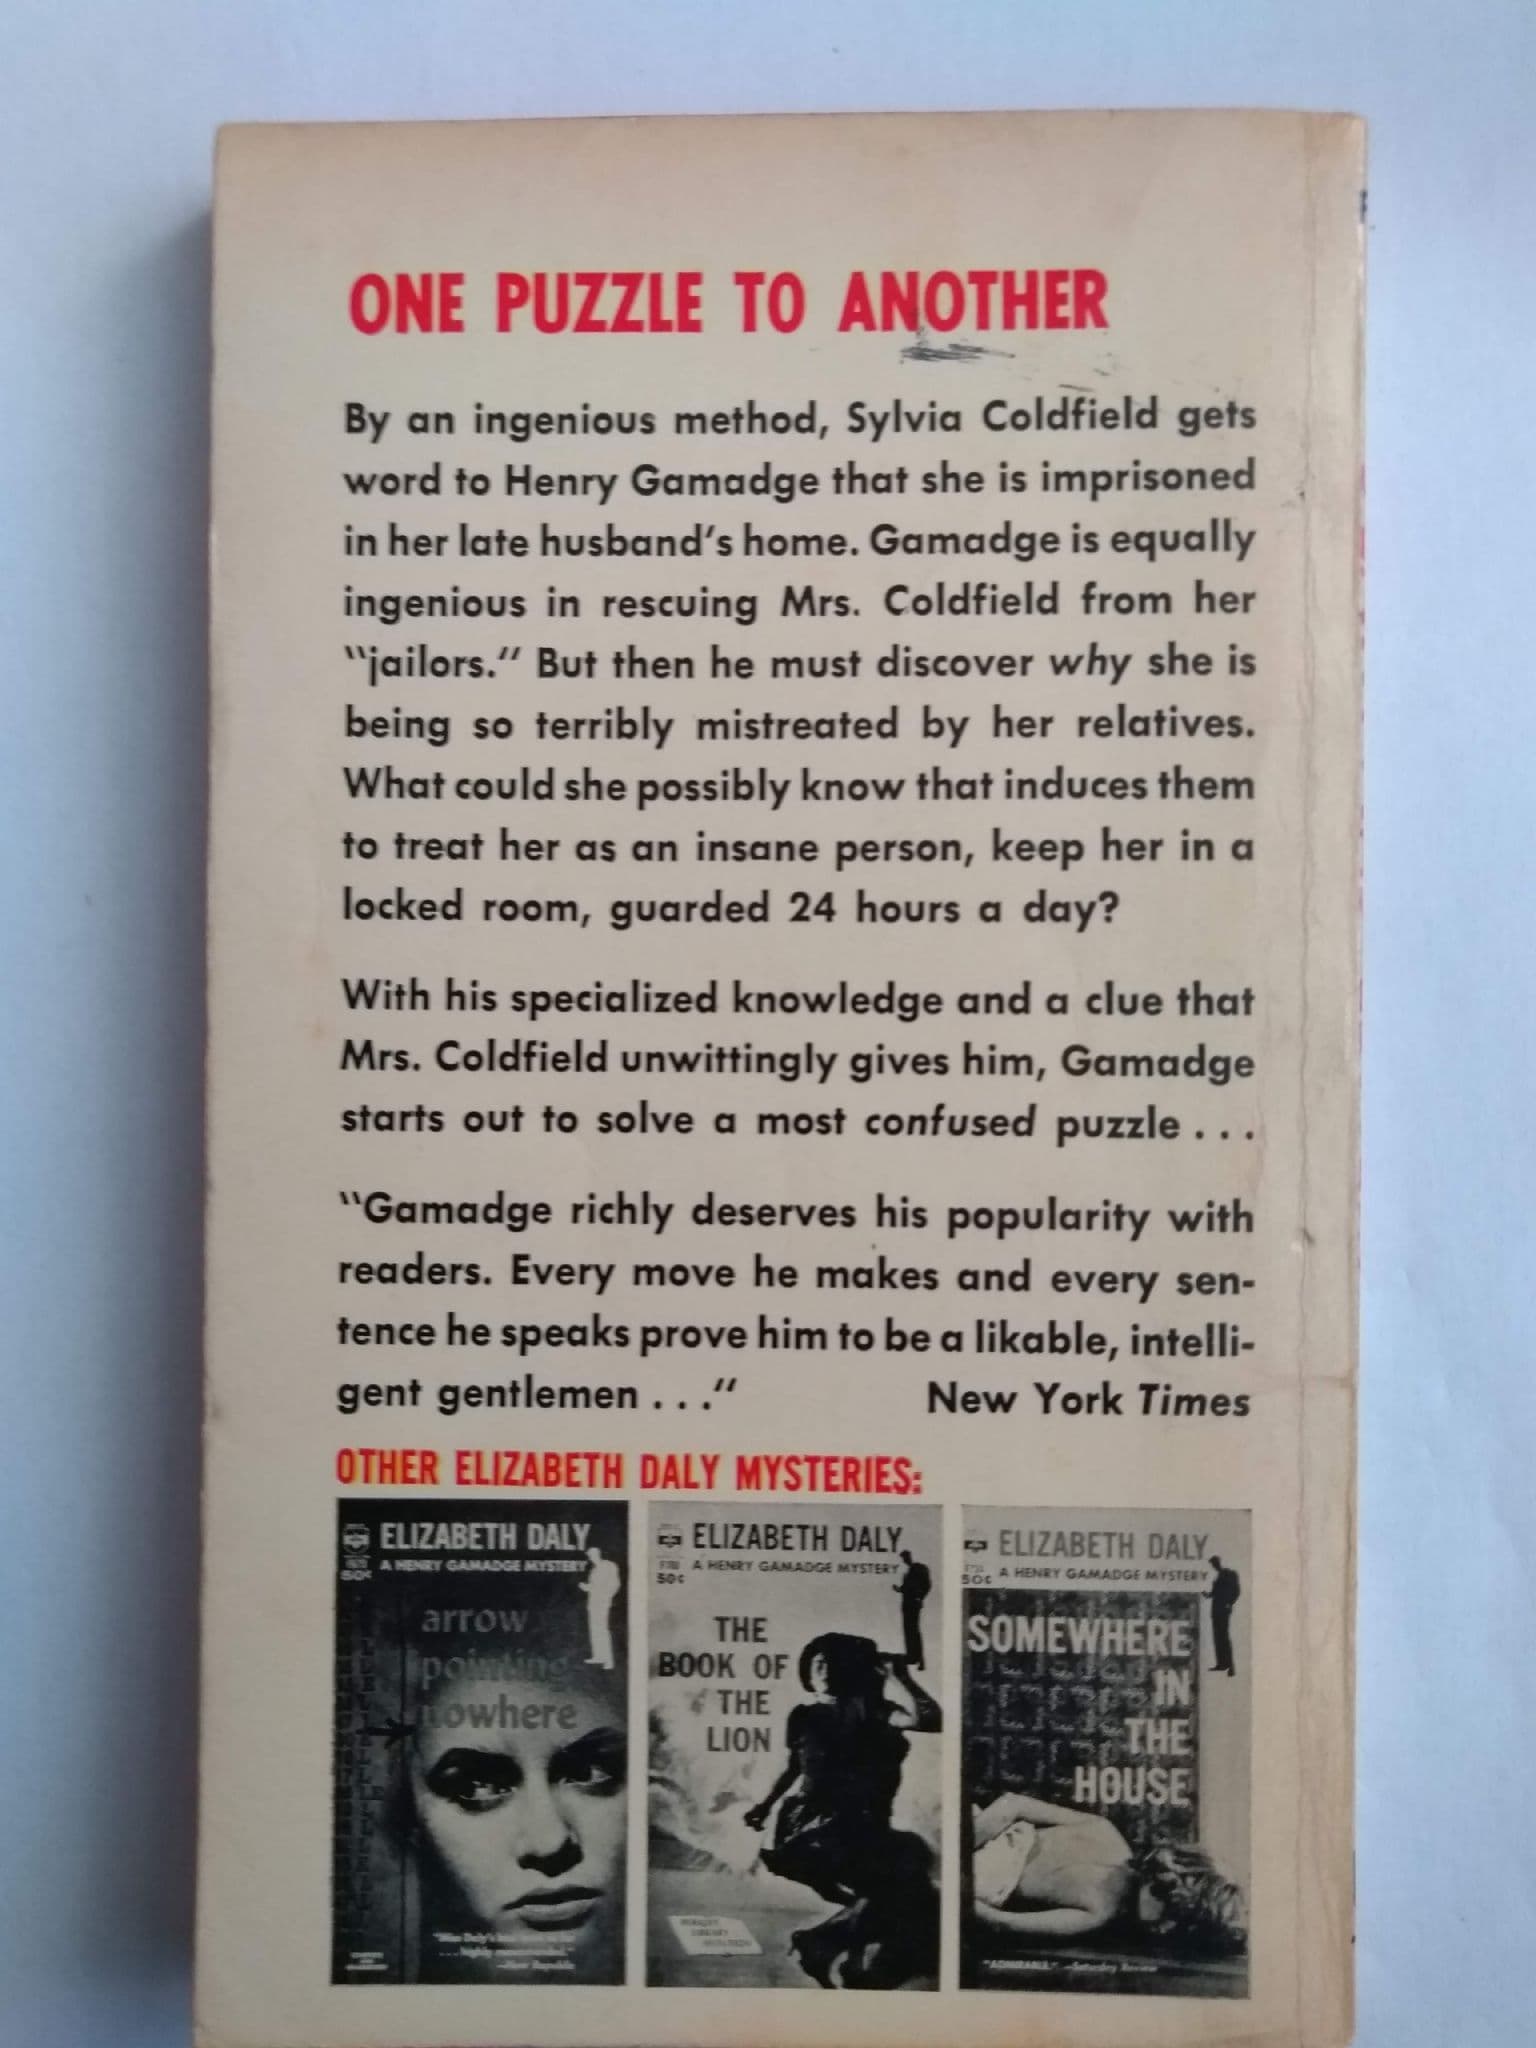 ONE PUZZLE TO ANOTHER
By an ingenious method, Sylvia Coldfield gets
word to Henry Gamadge that she is imprisoned
in her late husband's home. Gamadge is equally
ingenious in rescuing Mrs. Coldfield from her
"jailors." But then he must discover why she is
being so terribly mistreated by her relatives.
What could she possibly know that induces them
to treat her as an insane person, keep her in a
locked room, guarded 24 hours a day?
With his specialized knowledge and a clue that
Mrs. Coldfield unwittingly gives him, Gamadge
starts out to solve a most confused puzzle . . .
"Gamadge richly deserves his popularity with
readers. Every move he makes and every sen-
tence he speaks prove him to be a likable, intelli-
gent gentlemen . . ." New York Times
OTHER ELIZABETH DALY MYSTERIES:
ELIZABETH DALY
A HENRY GAMADGE MYSTERY
50¢
arrow
pointing
nowhere
—New Republic
ELIZABETH DALY
A HENRY GAMADGE MYSTERY
50¢
THE
BOOK OF
THE
LION
ELIZABETH DALY
A HENRY GAMADGE MYSTERY
50¢
SOMEWHERE
IN
THE
HOUSE
"ADMIRABLE." —Saturday Review